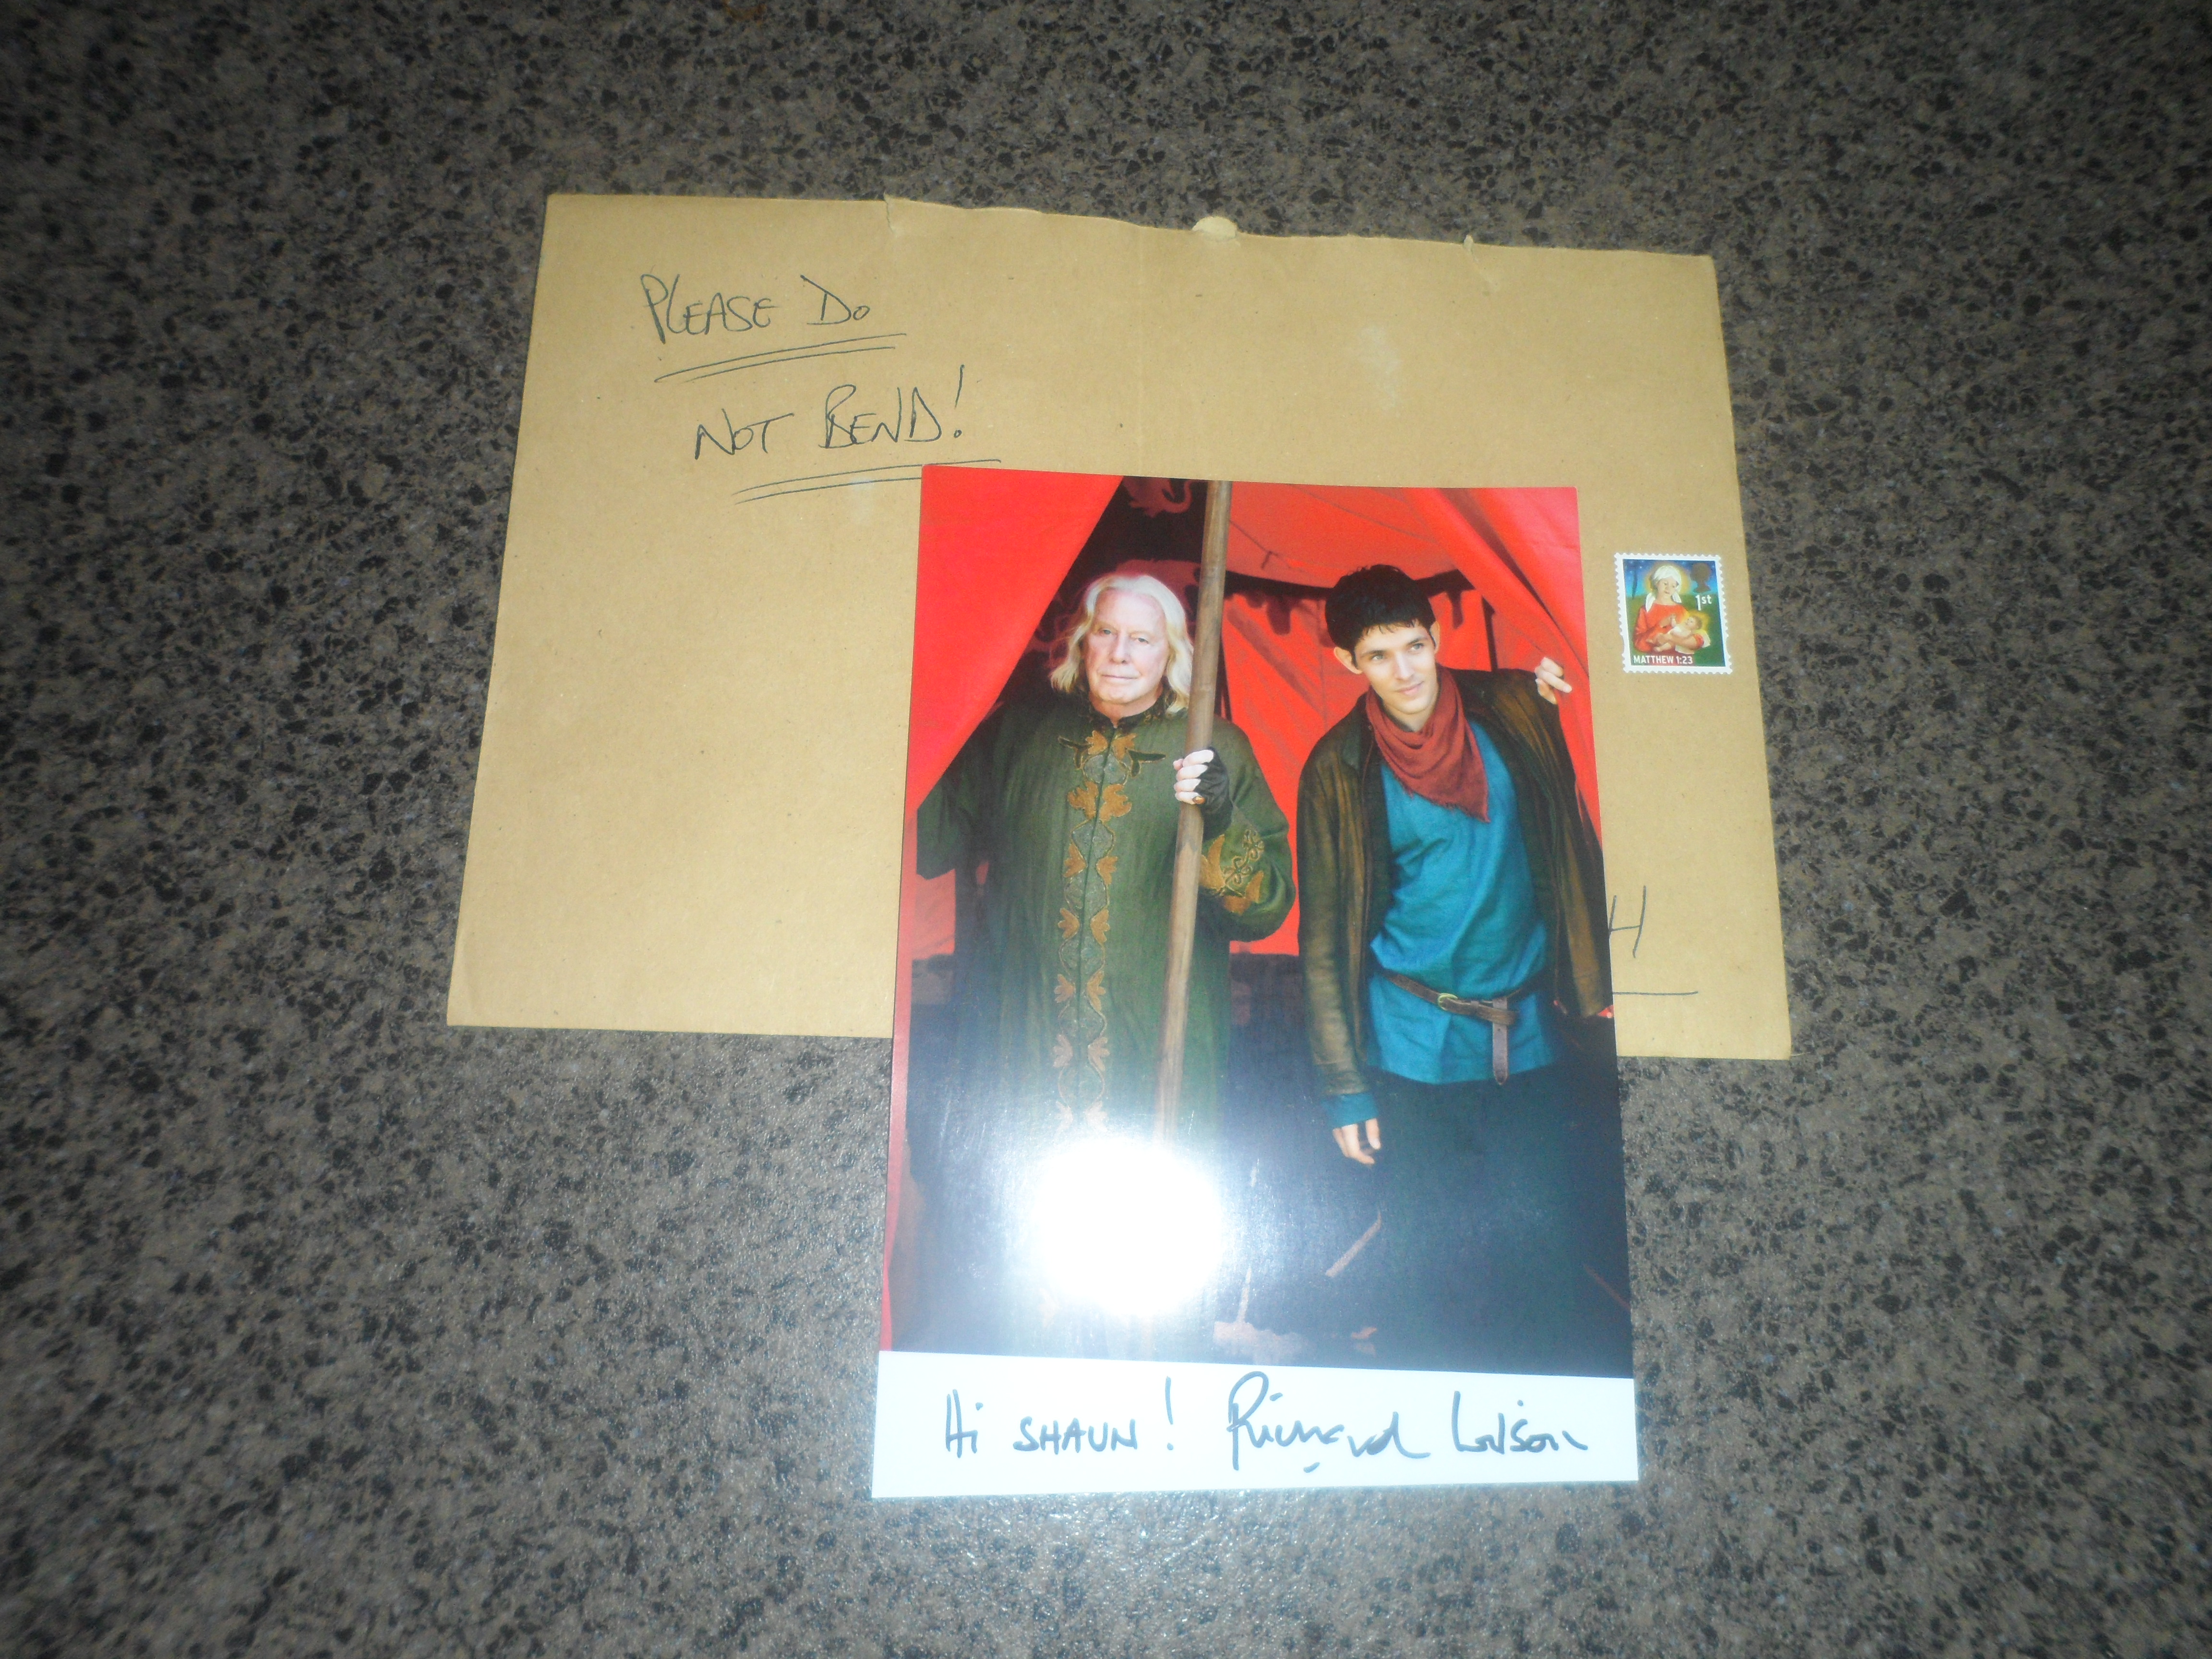 PLEASE DO
NOT BEND!
1st
MATTHEW 1:23
H
Hi SHAUN! Richard Wilson